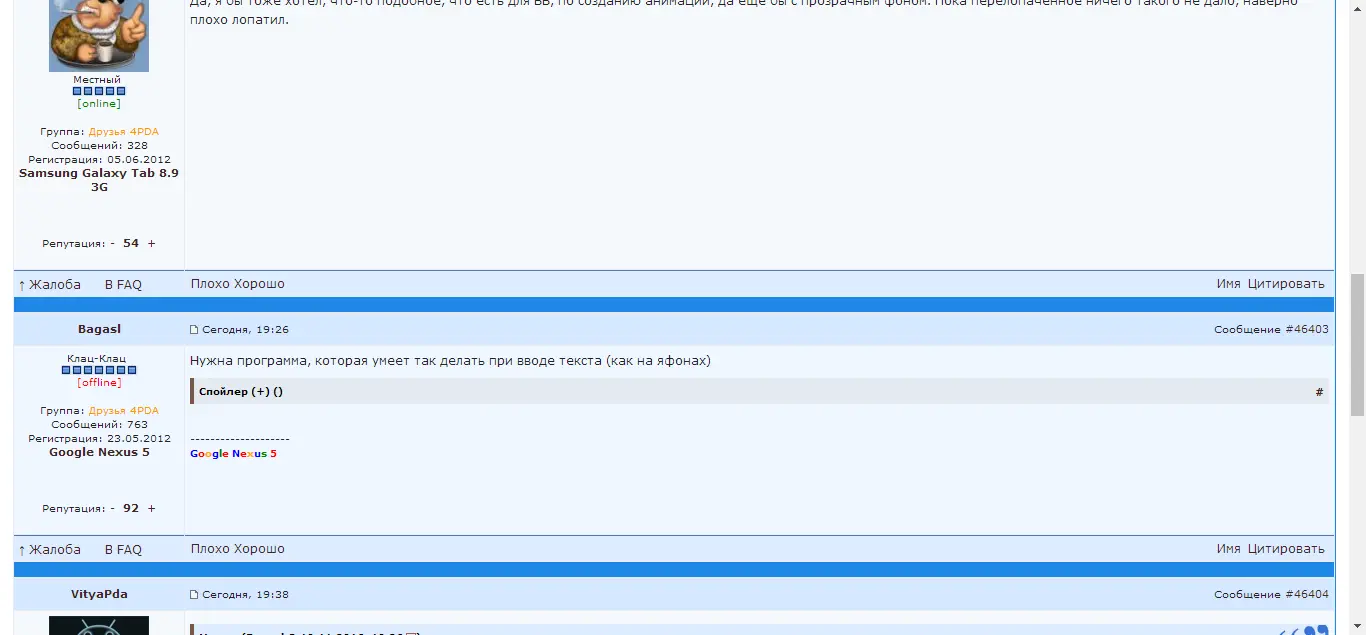 Да, я бы тоже хотел, что-то подобное, что есть для ВВ, по созданию анимации, да еще бы с прозрачным фоном. Пока перелопаченное ничего такого не дало, наверно
плохо лопатил.
Местный
[online]
Группа: Друзья 4PDA
Сообщений: 328
Регистрация: 05.06.2012
Samsung Galaxy Tab 8.9
3G
Репутация: - 54 +
↑ Жалоба В FAQ Плохо Хорошо Имя Цитировать
Bagasl Сегодня, 19:26 Сообщение #46403
Клац-Клац
[offline]
Группа: Друзья 4PDA
Сообщений: 763
Регистрация: 23.05.2012
Google Nexus 5
Репутация: - 92 +
Нужна программа, которая умеет так делать при вводе текста (как на яфонах)
Спойлер (+) () #
--------------------
Google Nexus 5
↑ Жалоба В FAQ Плохо Хорошо Имя Цитировать
VityaPda Сегодня, 19:38 Сообщение #46404